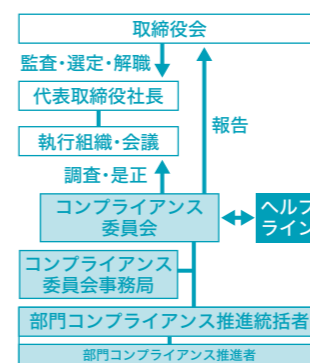 取締役会
監査・選定・解職
代表取締役社長
執行組織・会議
報告
調査・是正
コンプライアンス
委員会
ヘルプ
ライン
コンプライアンス
委員会事務局
部門コンプライアンス推進統括者
部門コンプライアンス推進者